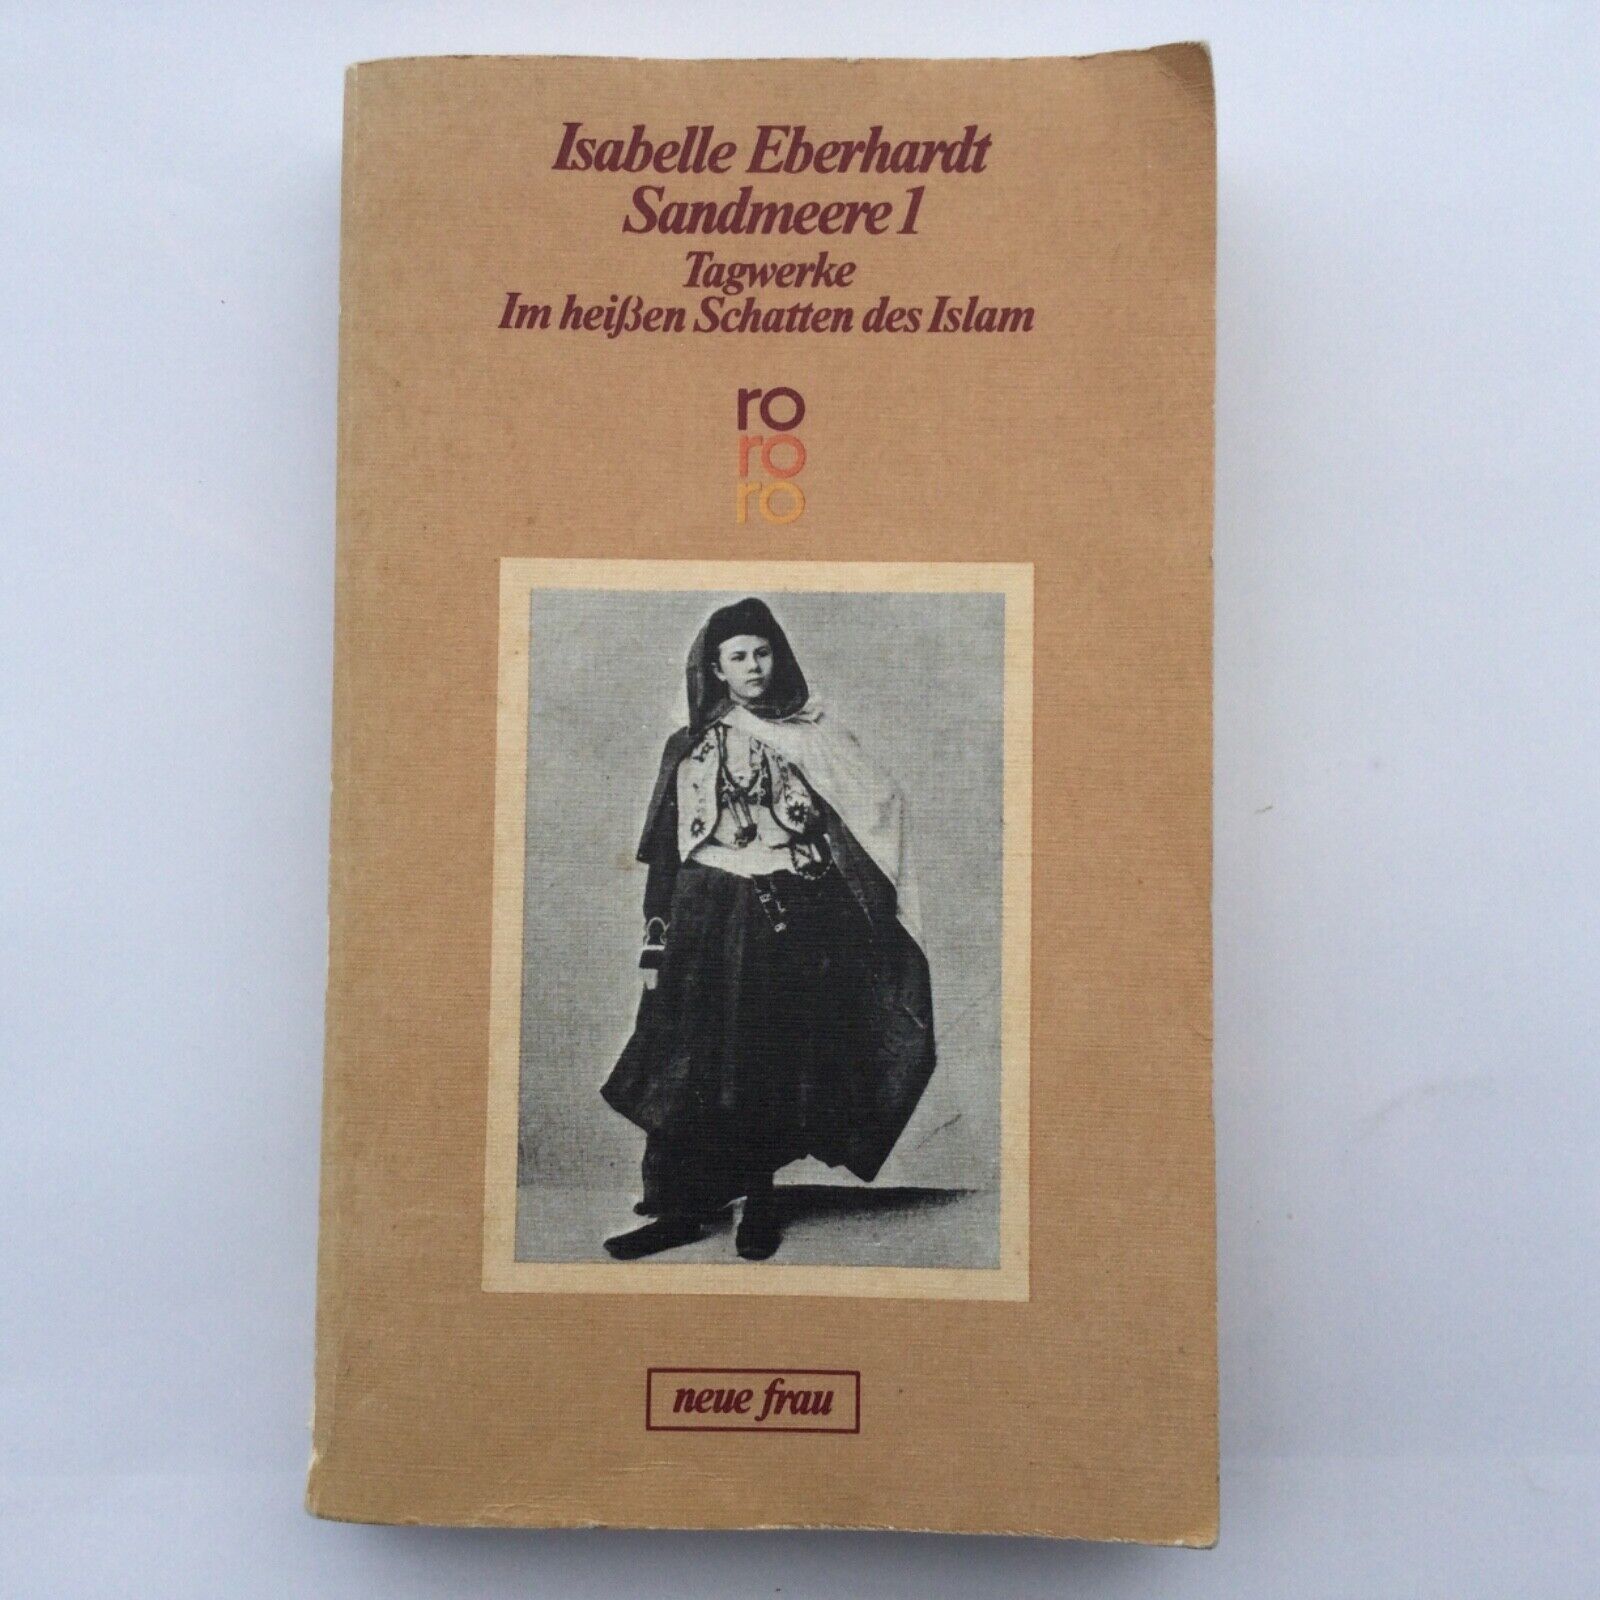 Isabelle Eberhardt
Sandmeere 1
Tagwerke
Im heißen Schatten des Islam
ro
ro
ro
neue frau